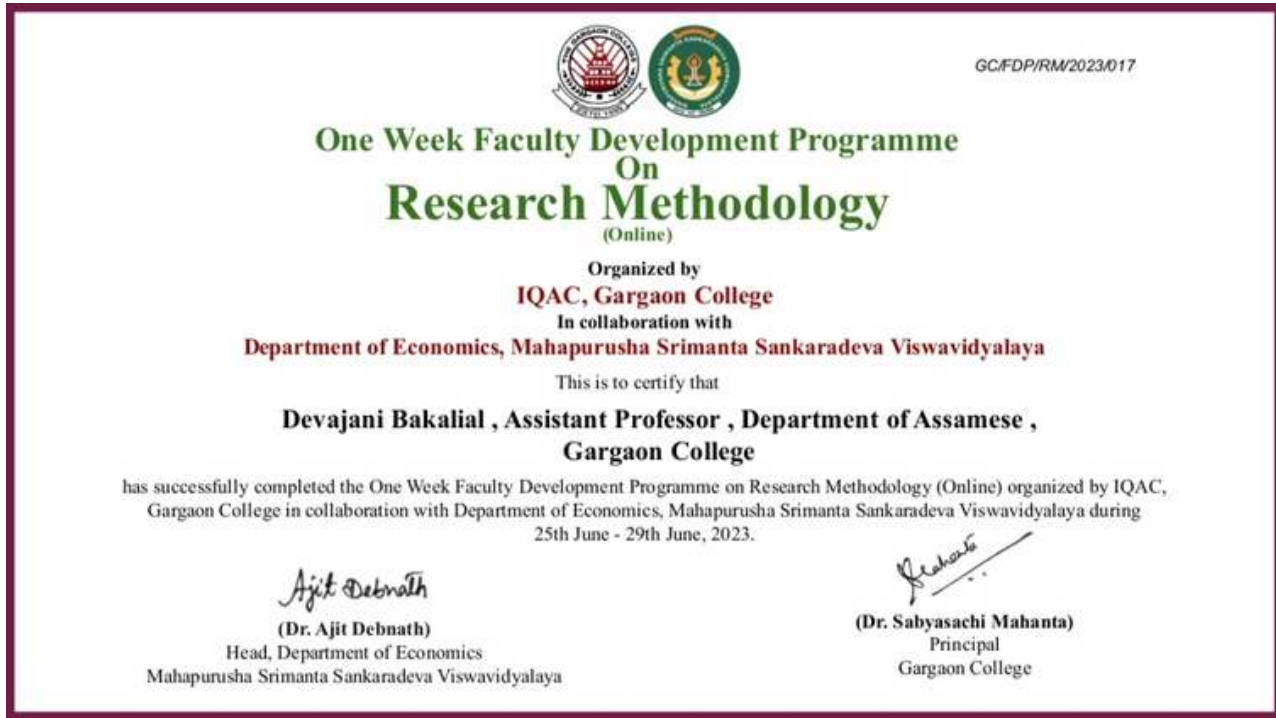 THE GARGAON COLLEGE
GC/FDP/RM/2023/017
One Week Faculty Development Programme
On
Research Methodology
(Online)
Organized by
IQAC, Gargaon College
In collaboration with
Department of Economics, Mahapurusha Srimanta Sankaradeva Viswavidyalaya
This is to certify that
Devajani Bakalial , Assistant Professor , Department of Assamese ,
Gargaon College
has successfully completed the One Week Faculty Development Programme on Research Methodology (Online) organized by IQAC,
Gargaon College in collaboration with Department of Economics, Mahapurusha Srimanta Sankaradeva Viswavidyalaya during
25th June - 29th June, 2023.
Ajit Debnath
(Dr. Ajit Debnath)
Head, Department of Economics
Mahapurusha Srimanta Sankaradeva Viswavidyalaya
(Dr. Sabyasachi Mahanta)
Principal
Gargaon College